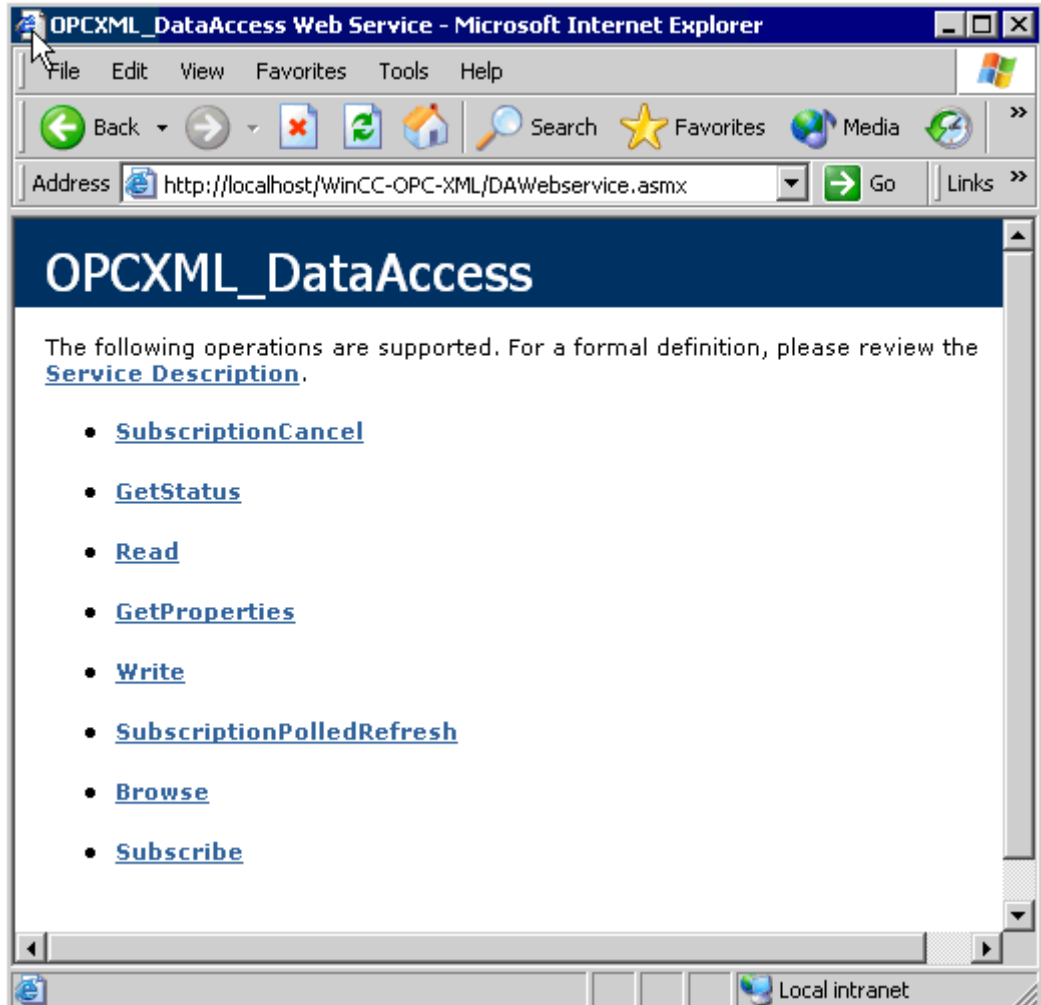 OPCXML_DataAccess Web Service - Microsoft Internet Explorer
File Edit View Favorites Tools Help
Back Search Favorites Media »
Address http://localhost/WinCC-OPC-XML/DAWebservice.asmx Go Links »
OPCXML_DataAccess
The following operations are supported. For a formal definition, please review the
Service Description.
• SubscriptionCancel
• GetStatus
• Read
• GetProperties
• Write
• SubscriptionPolledRefresh
• Browse
• Subscribe
Local intranet